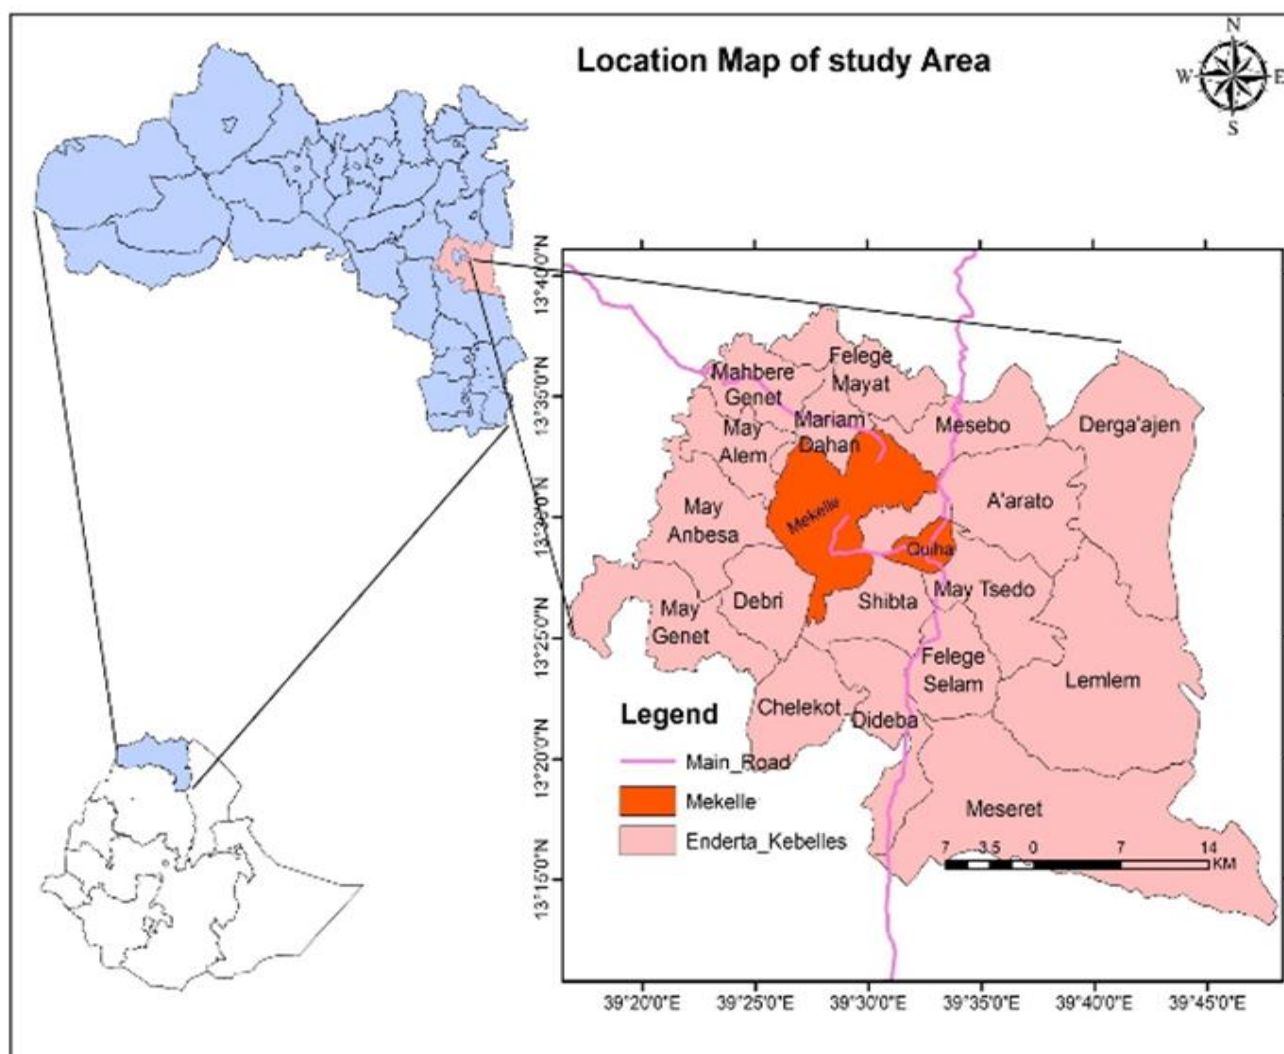 Location Map of study Area
N
W
E
S
13°40'0"N
13°35'0"N
13°30'0"N
13°25'0"N
13°20'0"N
13°15'0"N
Felege
Mayat
Mahbere
Genet
Mariam
Dahan
Mesebo
Derga'ajen
May
Alem
A'arato
May
Anbesa
Mekelle
Quiha
Debri
Shibta
May Tsedo
May
Genet
Felege
Selam
Lemlem
Chelekot
Dideba
Meseret
Legend
Main_Road
Mekelle
Enderta_Kebelles
7 3.5 0 7 14
KM
39°20'0"E 39°25'0"E 39°30'0"E 39°35'0"E 39°40'0"E 39°45'0"E